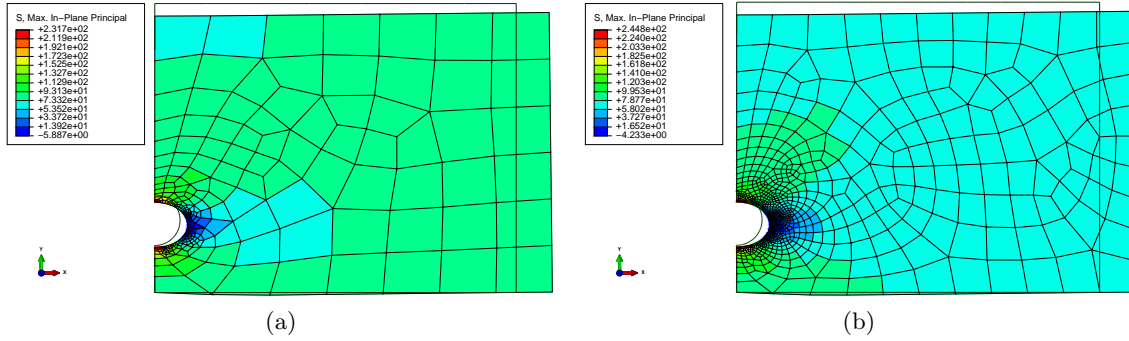 S, Max. In-Plane Principal
+2.317e+02
+2.119e+02
+1.921e+02
+1.723e+02
+1.525e+02
+1.327e+02
+1.129e+02
+9.313e+01
+7.332e+01
+5.352e+01
+3.372e+01
+1.392e+01
-5.887e+00
Y
X
(a)
S, Max. In-Plane Principal
+2.448e+02
+2.240e+02
+2.033e+02
+1.825e+02
+1.618e+02
+1.410e+02
+1.203e+02
+9.953e+01
+7.877e+01
+5.802e+01
+3.727e+01
+1.652e+01
-4.233e+00
Y
X
(b)